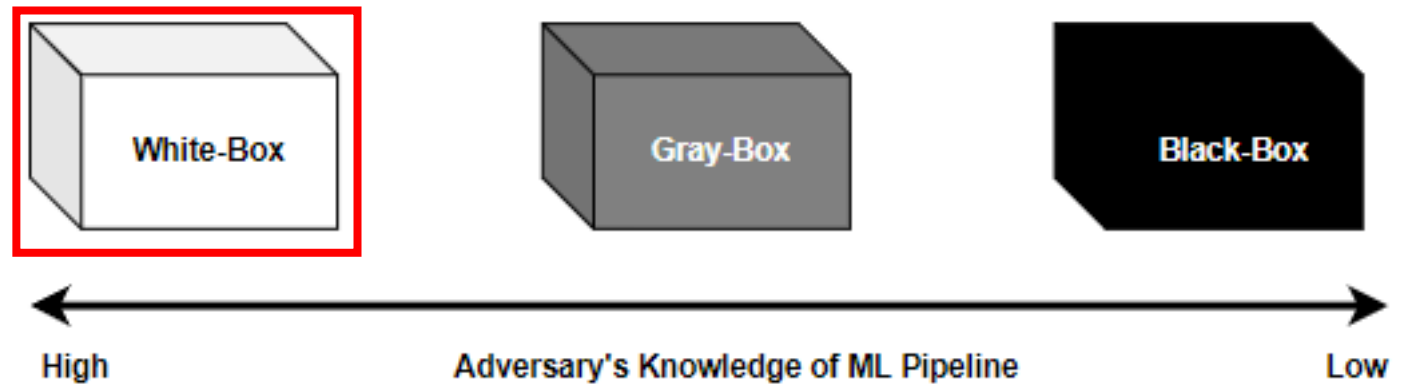 White-Box
Gray-Box
Black-Box
High
Adversary's Knowledge of ML Pipeline
Low